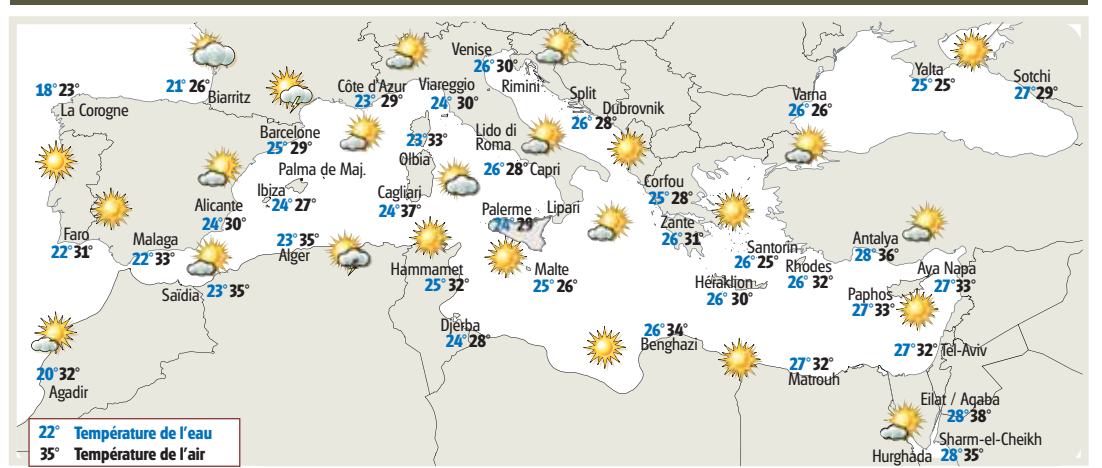 18° 23°
La Corogne
21° 26°
Biarritz
Côte d'Azur
23° 29°
Viareggio
24° 30°
Venise
26° 30°
Rimini
Split
26° 28°
Dubrovnik
Varna
26° 26°
Yalta
25° 25°
Sotchi
27° 29°
Barcelone
25° 29°
Palma de Maj.
Ibiza
24° 27°
23° 33°
Olbia
Lido di
Roma
26° 28° Capri
Cagliari
24° 37°
Palerme
24° 29°
Lipari
Corfou
25° 28°
Zante
26° 31°
Alicante
24° 30°
Faro
22° 31°
Malaga
22° 33°
23° 35°
Alger
Saïdia 23° 35°
Hammamet
25° 32°
Malte
25° 26°
Santorin
26° 25°
Rhodes
26° 32°
Héraklion
26° 30°
Antalya
28° 36°
Aya Napa
27° 33°
Paphos
27° 33°
Djerba
24° 28°
26° 34°
Benghazi
27° 32°
Matrouh
27° 32° Tel-Aviv
20° 32°
Agadir
Eilat / Aqaba
28° 38°
Sharm-el-Cheikh
Hurghada 28° 35°
22° Température de l'eau
35° Température de l'air